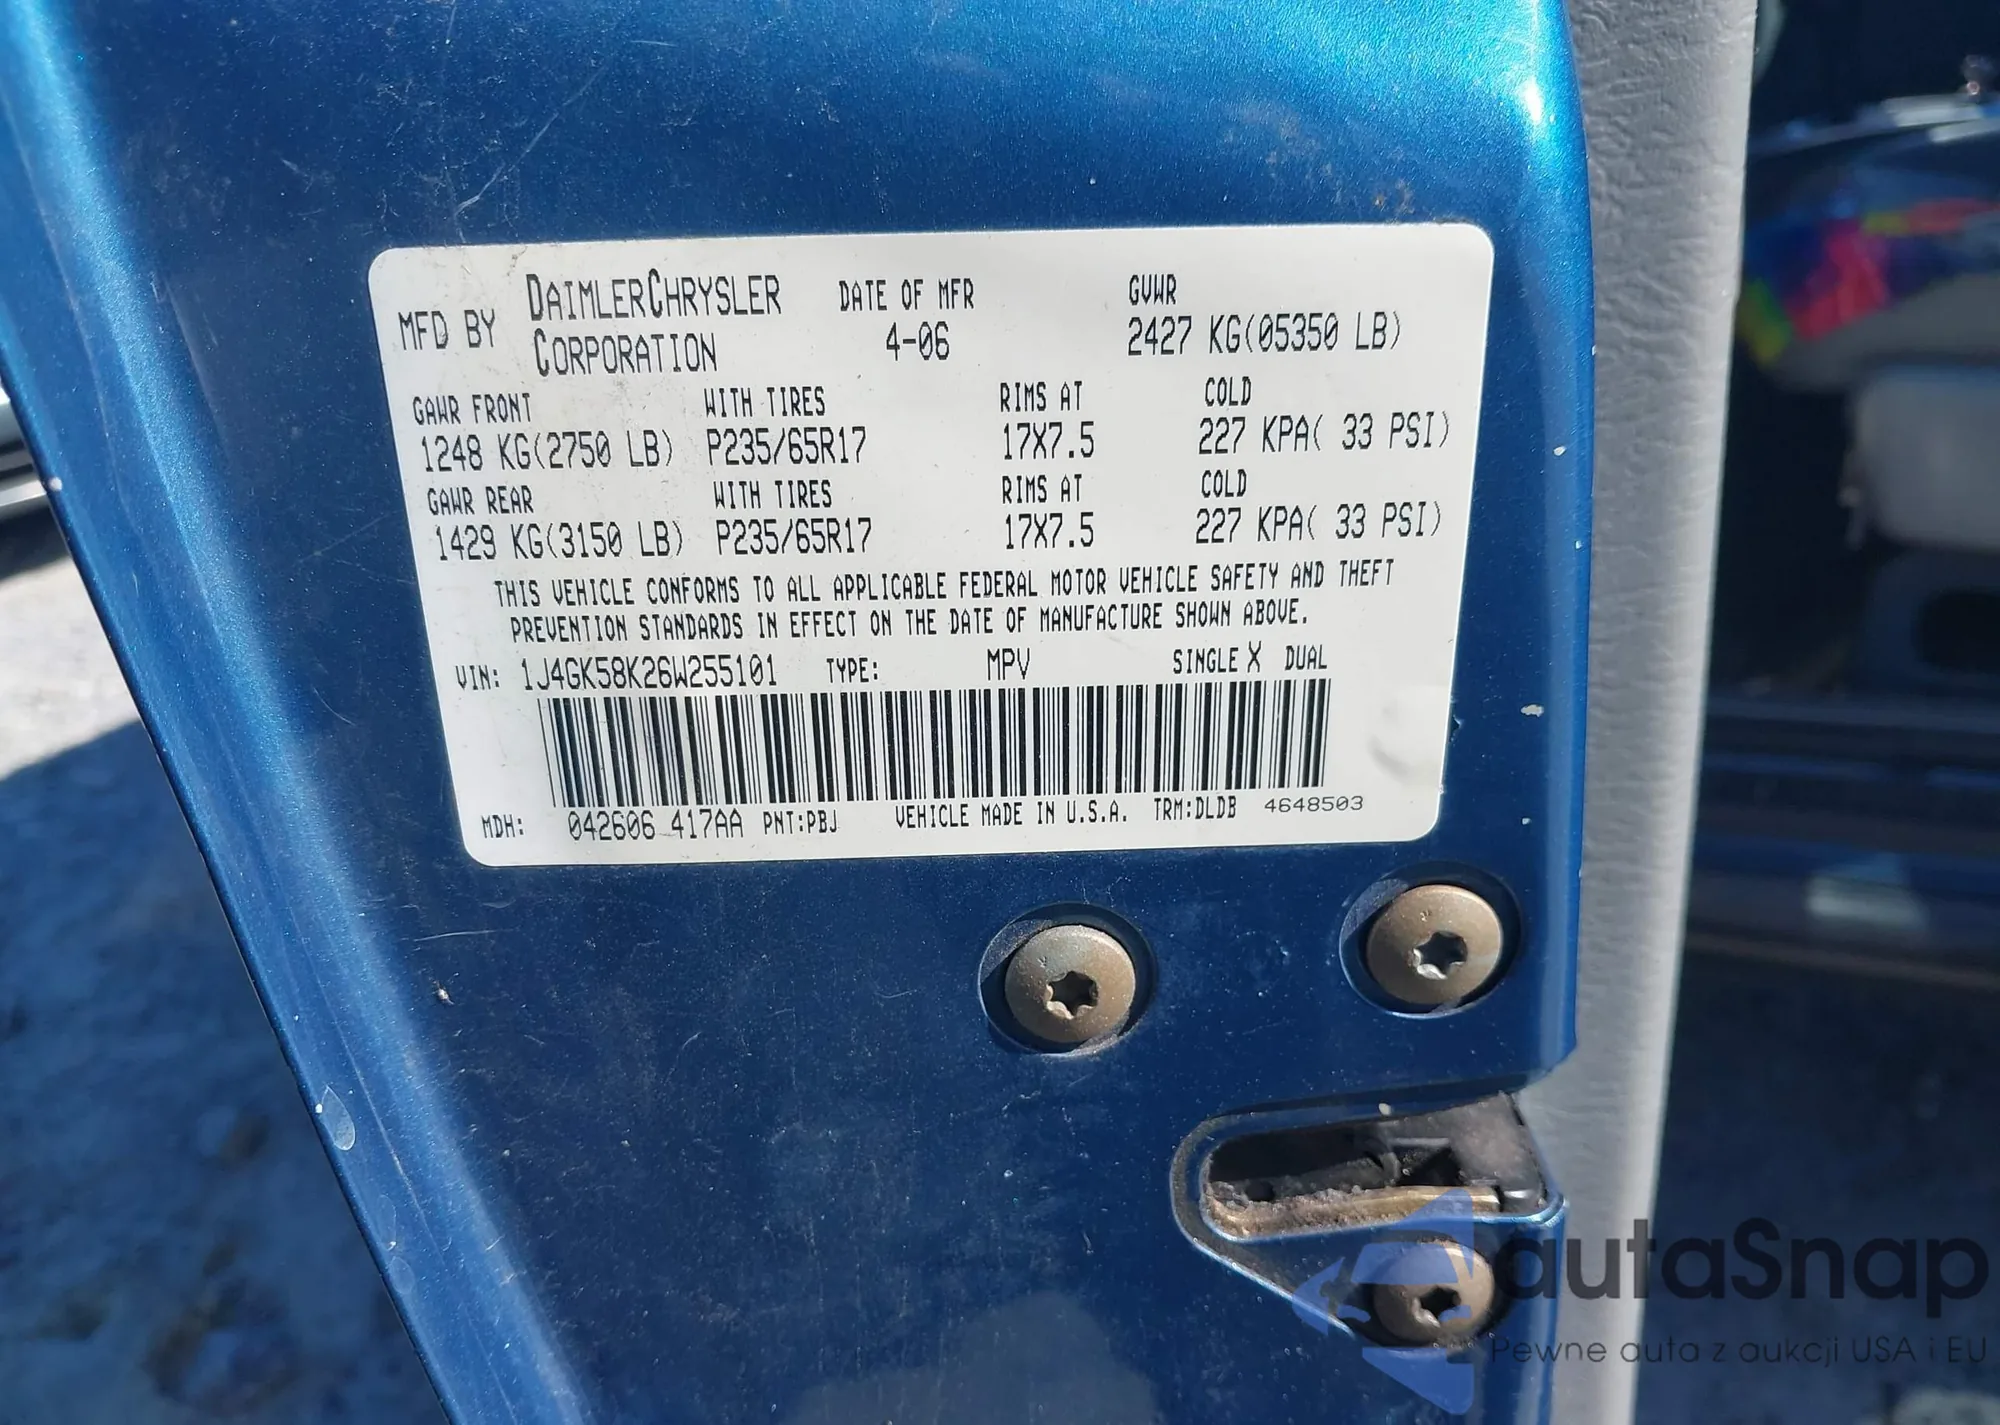 MFD BY DAIMLERCHRYSLER CORPORATION DATE OF MFR 4-06 GVWR 2427 KG(05350 LB)
GAWR FRONT WITH TIRES RIMS AT COLD
1248 KG(2750 LB) P235/65R17 17X7.5 227 KPA( 33 PSI)
GAWR REAR WITH TIRES RIMS AT COLD
1429 KG(3150 LB) P235/65R17 17X7.5 227 KPA( 33 PSI)
THIS VEHICLE CONFORMS TO ALL APPLICABLE FEDERAL MOTOR VEHICLE SAFETY AND THEFT
PREVENTION STANDARDS IN EFFECT ON THE DATE OF MANUFACTURE SHOWN ABOVE.
VIN: 1J4GK58K26W255101 TYPE: MPV SINGLE X DUAL
MDH: 042606 417AA PNT:PBJ VEHICLE MADE IN U.S.A. TRM:DLDB 4648503
autaSnap
Pewne auta z aukcji USA i EU